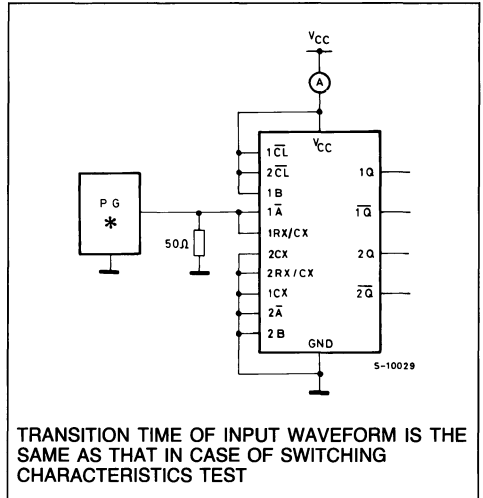 VCC
A
1CL
VCC
1Q
2CL
1B
PG
*
1A
1Q
50Ω
1RX/CX
2CX
2Q
2RX/CX
1CX
2A
2Q
2B
GND
S-10029
TRANSITION TIME OF INPUT WAVEFORM IS THE
SAME AS THAT IN CASE OF SWITCHING
CHARACTERISTICS TEST